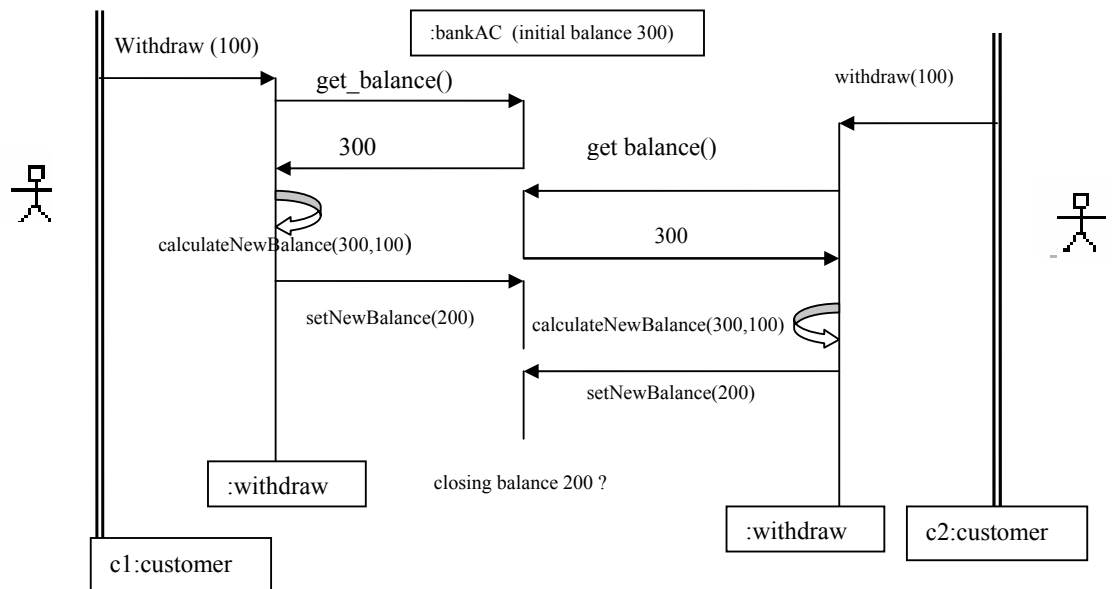 :bankAC (initial balance 300)
Withdraw (100)
get_balance()
withdraw(100)
300
get balance()
calculateNewBalance(300,100)
300
setNewBalance(200)
calculateNewBalance(300,100)
setNewBalance(200)
:withdraw
closing balance 200 ?
:withdraw
c2:customer
c1:customer